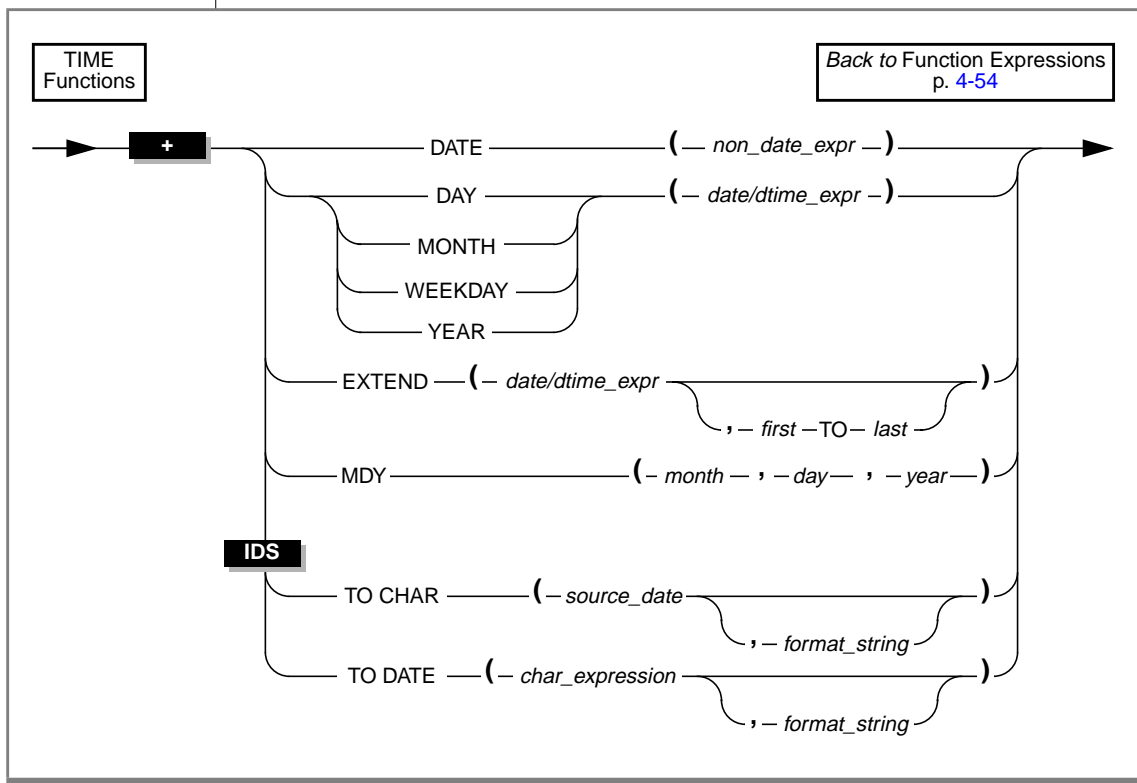 TIME
Functions
Back to Function Expressions
p. 4-54
+
DATE ( non_date_expr )
DAY ( date/dtime_expr )
MONTH
WEEKDAY
YEAR
EXTEND ( date/dtime_expr )
, first TO last
MDY ( month , day , year )
IDS
TO CHAR ( source_date )
, format_string
TO DATE ( char_expression )
, format_string